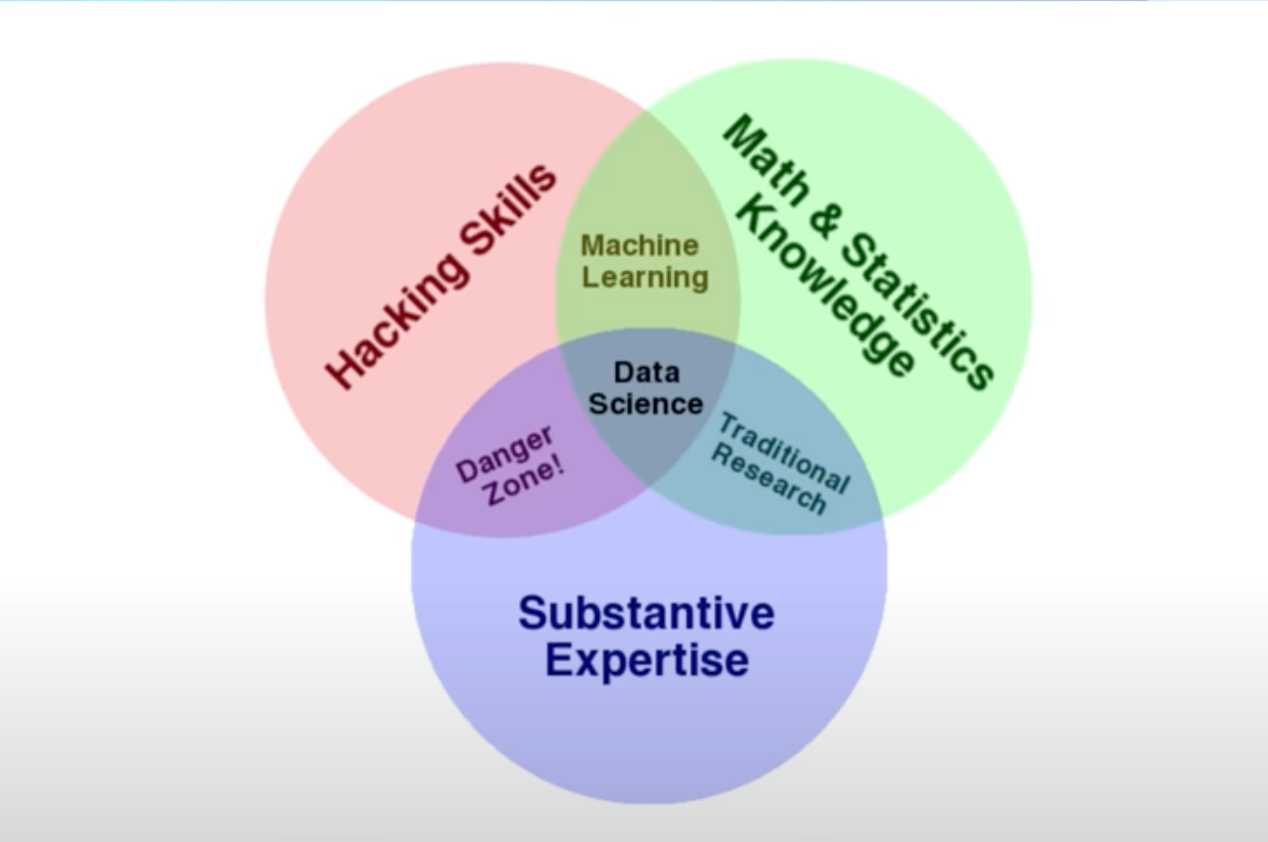 Hacking Skills
Math & Statistics
Knowledge
Machine
Learning
Data
Science
Danger
Zone!
Traditional
Research
Substantive
Expertise